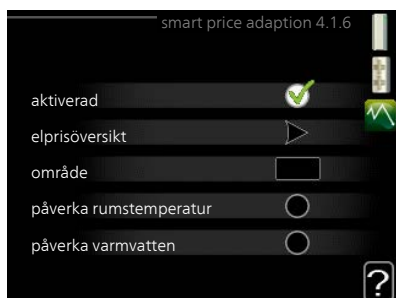 smart price adaption 4.1.6
aktiverad
elprisöversikt
område
påverka rumstemperatur
påverka varmvatten
?